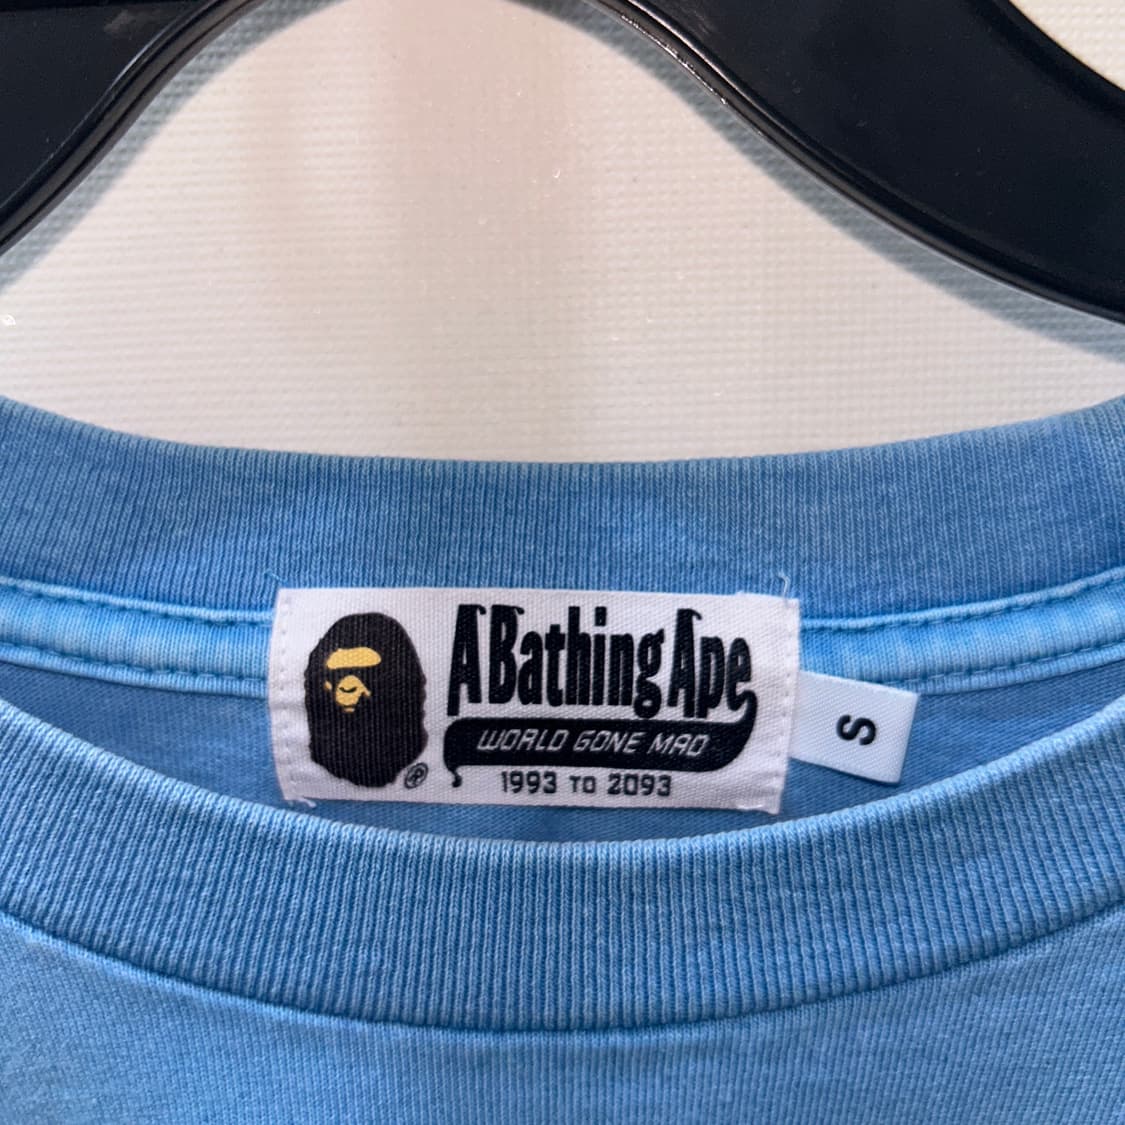 A Bathing Ape
WORLD GONE MAD
1993 TO 2093
®
S